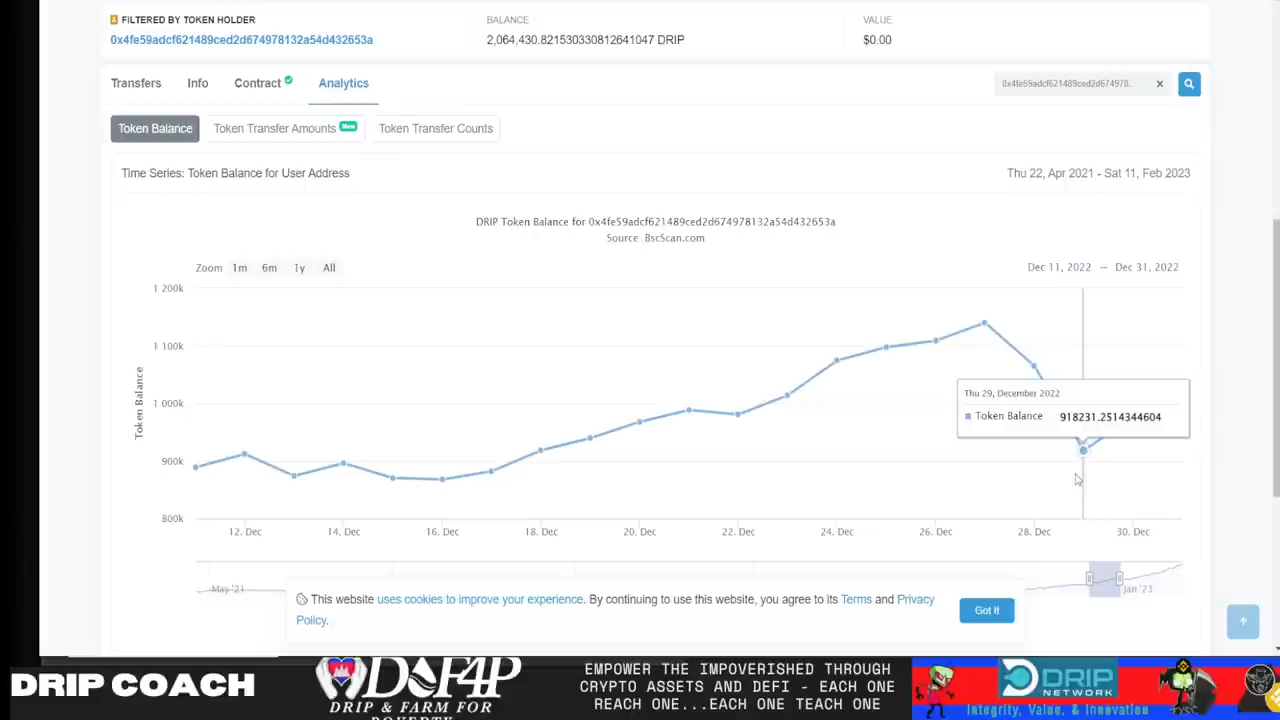 FILTERED BY TOKEN HOLDER
0x4fe59adcf621489ced2d674978132a54d432653a
BALANCE
2,064,430.821530330812641047 DRIP
VALUE
$0.00
Transfers
Info
Contract
Analytics
0x4fe59adcf621489ced2d674978...
Token Balance
Token Transfer Amounts
New
Token Transfer Counts
Time Series: Token Balance for User Address
Thu 22, Apr 2021 - Sat 11, Feb 2023
DRIP Token Balance for 0x4fe59adcf621489ced2d674978132a54d432653a
Source BscScan.com
Zoom 1m 6m 1y All
Dec 11, 2022 — Dec 31, 2022
1 200k
1 100k
1 000k
900k
800k
Token Balance
Thu 29, December 2022
Token Balance 918231.2514344604
12. Dec 14. Dec 16. Dec 18. Dec 20. Dec 22. Dec 24. Dec 26. Dec 28. Dec 30. Dec
May '21
Jan '23
This website uses cookies to improve your experience. By continuing to use this website, you agree to its Terms and Privacy
Policy.
Got It
DRIP COACH
D&F4P
DRIP & FARM FOR
POVERTY
EMPOWER THE IMPOVERISHED THROUGH
CRYPTO ASSETS AND DEFI - EACH ONE
REACH ONE...EACH ONE TEACH ONE
DRIP
NETWORK
Integrity, Value, & Innovation